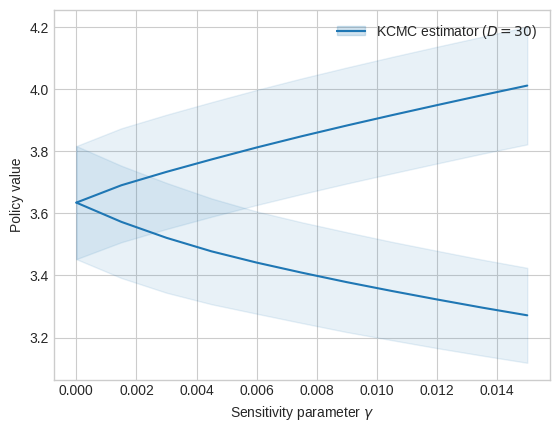 KCMC estimator (D = 30)
4.2
4.0
3.8
3.6
3.4
3.2
Policy value
0.000 0.002 0.004 0.006 0.008 0.010 0.012 0.014
Sensitivity parameter γ